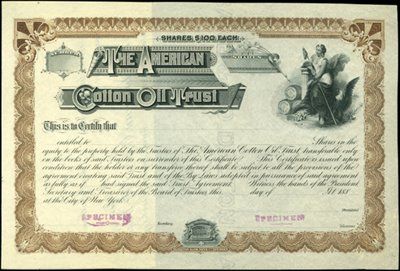 SHARES $100 EACH
NUMBER
SHARES
THE AMERICAN
Cotton Oil Trust
This is to Certify that
entitled to Shares in the
equity to the property held by the Trustees of The American Cotton Oil Trust, transferable only
on the books of said Trustees on surrender of this Certificate. This Certificate is issued upon
condition that the holder or any transferee thereof shall be subject to all the provisions of the
agreement creating said Trust and of the By-Laws adopted in pursuance of said agreement
as fully as if had signed the said Trust Agreement. Witness the hands of the President
Secretary and Treasurer of the Board of Trustees this day of A.D. 188
at the City of New York.
President
SPECIMEN
SPECIMEN
Secretary
Treasurer